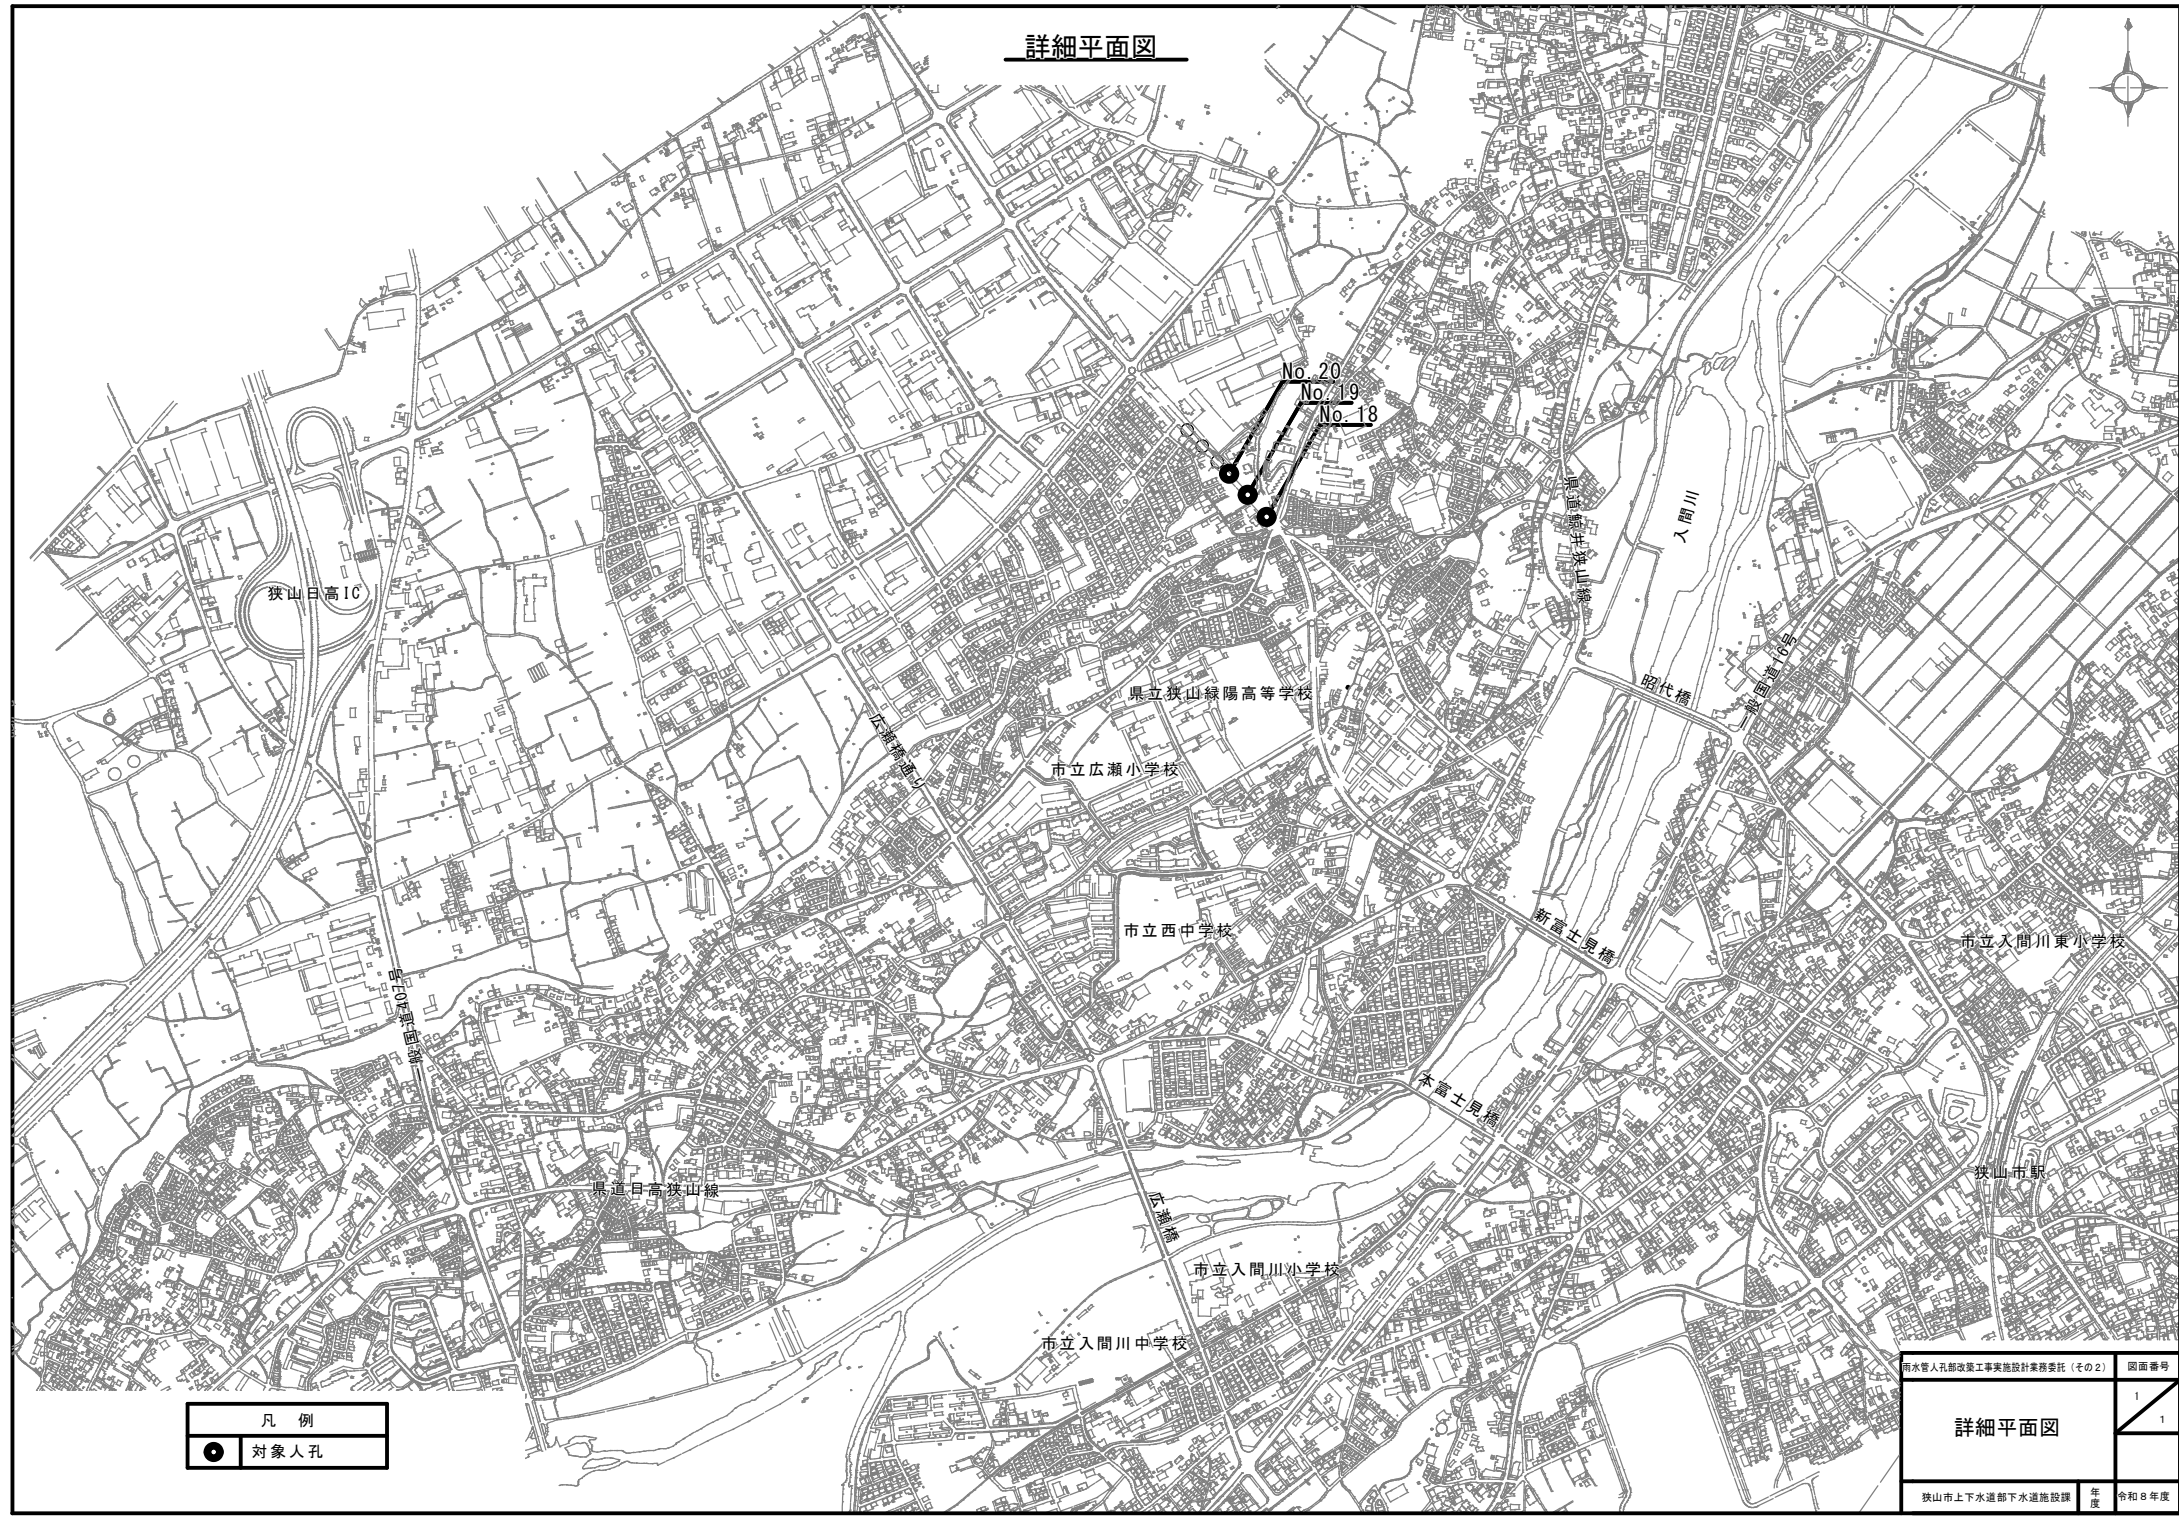 詳細平面図
No. 20
No. 19
No. 18
県道鯨井狭山線
入間川
狭山日高IC
一般国道16号
昭代橋
県立狭山緑陽高等学校
広瀬橋通り
市立広瀬小学校
市立西中学校
新富士見橋
市立入間川東小学校
一般国道407号
本富士見橋
狭山市駅
県道日高狭山線
広瀬橋
市立入間川小学校
市立入間川中学校
凡 例
対象人孔
雨水管人孔部改築工事実施設計業務委託（その２）
図面番号
1
1
詳細平面図
狭山市上下水道部下水道施設課
年度
令和８年度